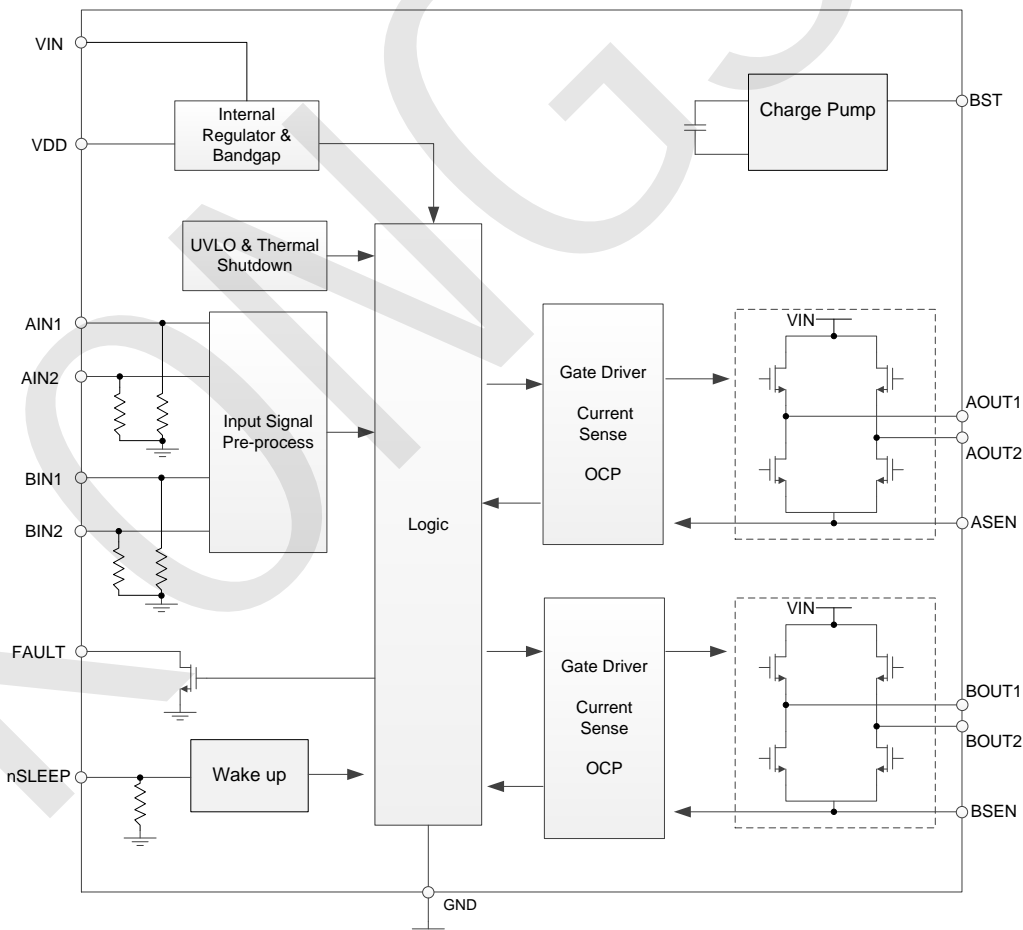 VIN
Internal
Regulator &
Bandgap
VDD
Charge Pump
BST
UVLO & Thermal
Shutdown
AIN1
AIN2
BIN1
BIN2
Input Signal
Pre-process
Logic
Gate Driver
Current
Sense
OCP
VIN
AOUT1
AOUT2
ASEN
FAULT
nSLEEP
Wake up
Gate Driver
Current
Sense
OCP
VIN
BOUT1
BOUT2
BSEN
GND